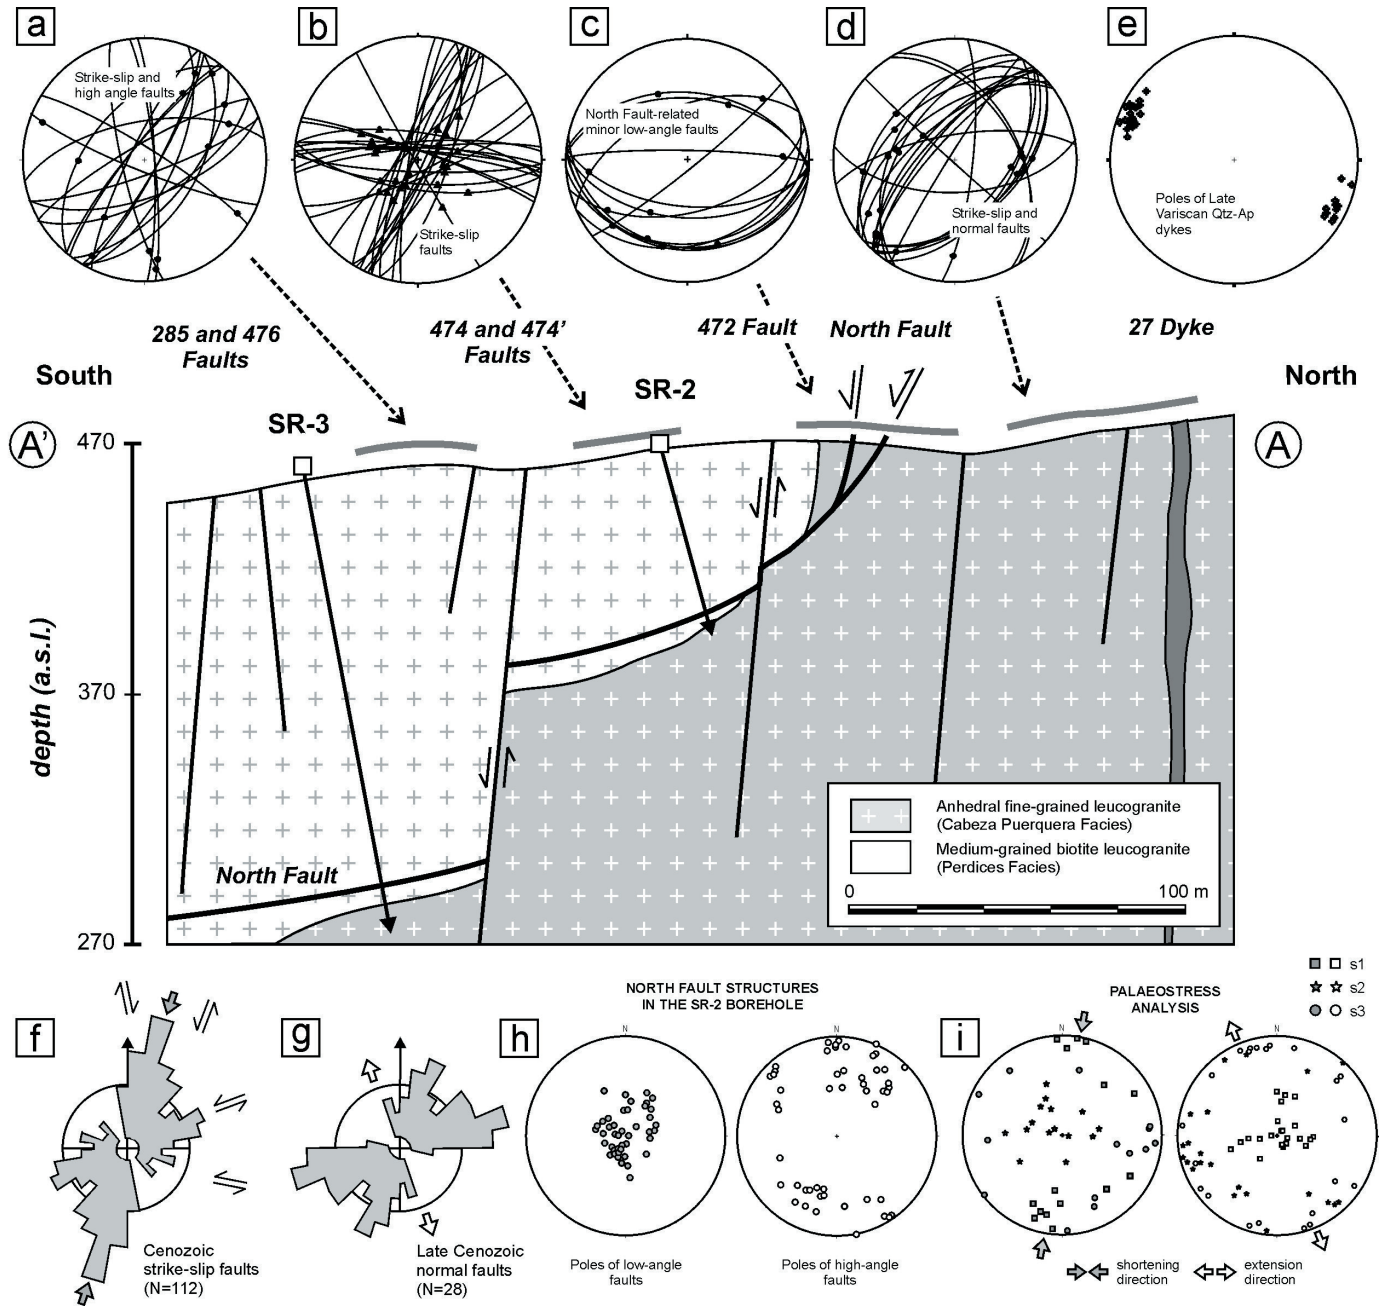 a
b
c
d
e
Strike-slip and
high angle faults
Strike-slip
faults
North Fault-related
minor low-angle faults
Strike-slip and
normal faults
Poles of Late
Variscan Qtz-Ap
dykes
285 and 476
Faults
474 and 474'
Faults
472 Fault
North Fault
27 Dyke
South
North
SR-3
SR-2
A'
A
470
370
270
depth (a.s.l.)
North Fault
Anhedral fine-grained leucogranite
(Cabeza Puerquera Facies)
Medium-grained biotite leucogranite
(Perdices Facies)
0
100 m
f
Cenozoic
strike-slip faults
(N=112)
g
Late Cenozoic
normal faults
(N=28)
h
NORTH FAULT STRUCTURES
IN THE SR-2 BOREHOLE
N
N
Poles of low-angle
faults
Poles of high-angle
faults
i
PALAEOSTRESS
ANALYSIS
s1
s2
s3
N
N
shortening
direction
extension
direction